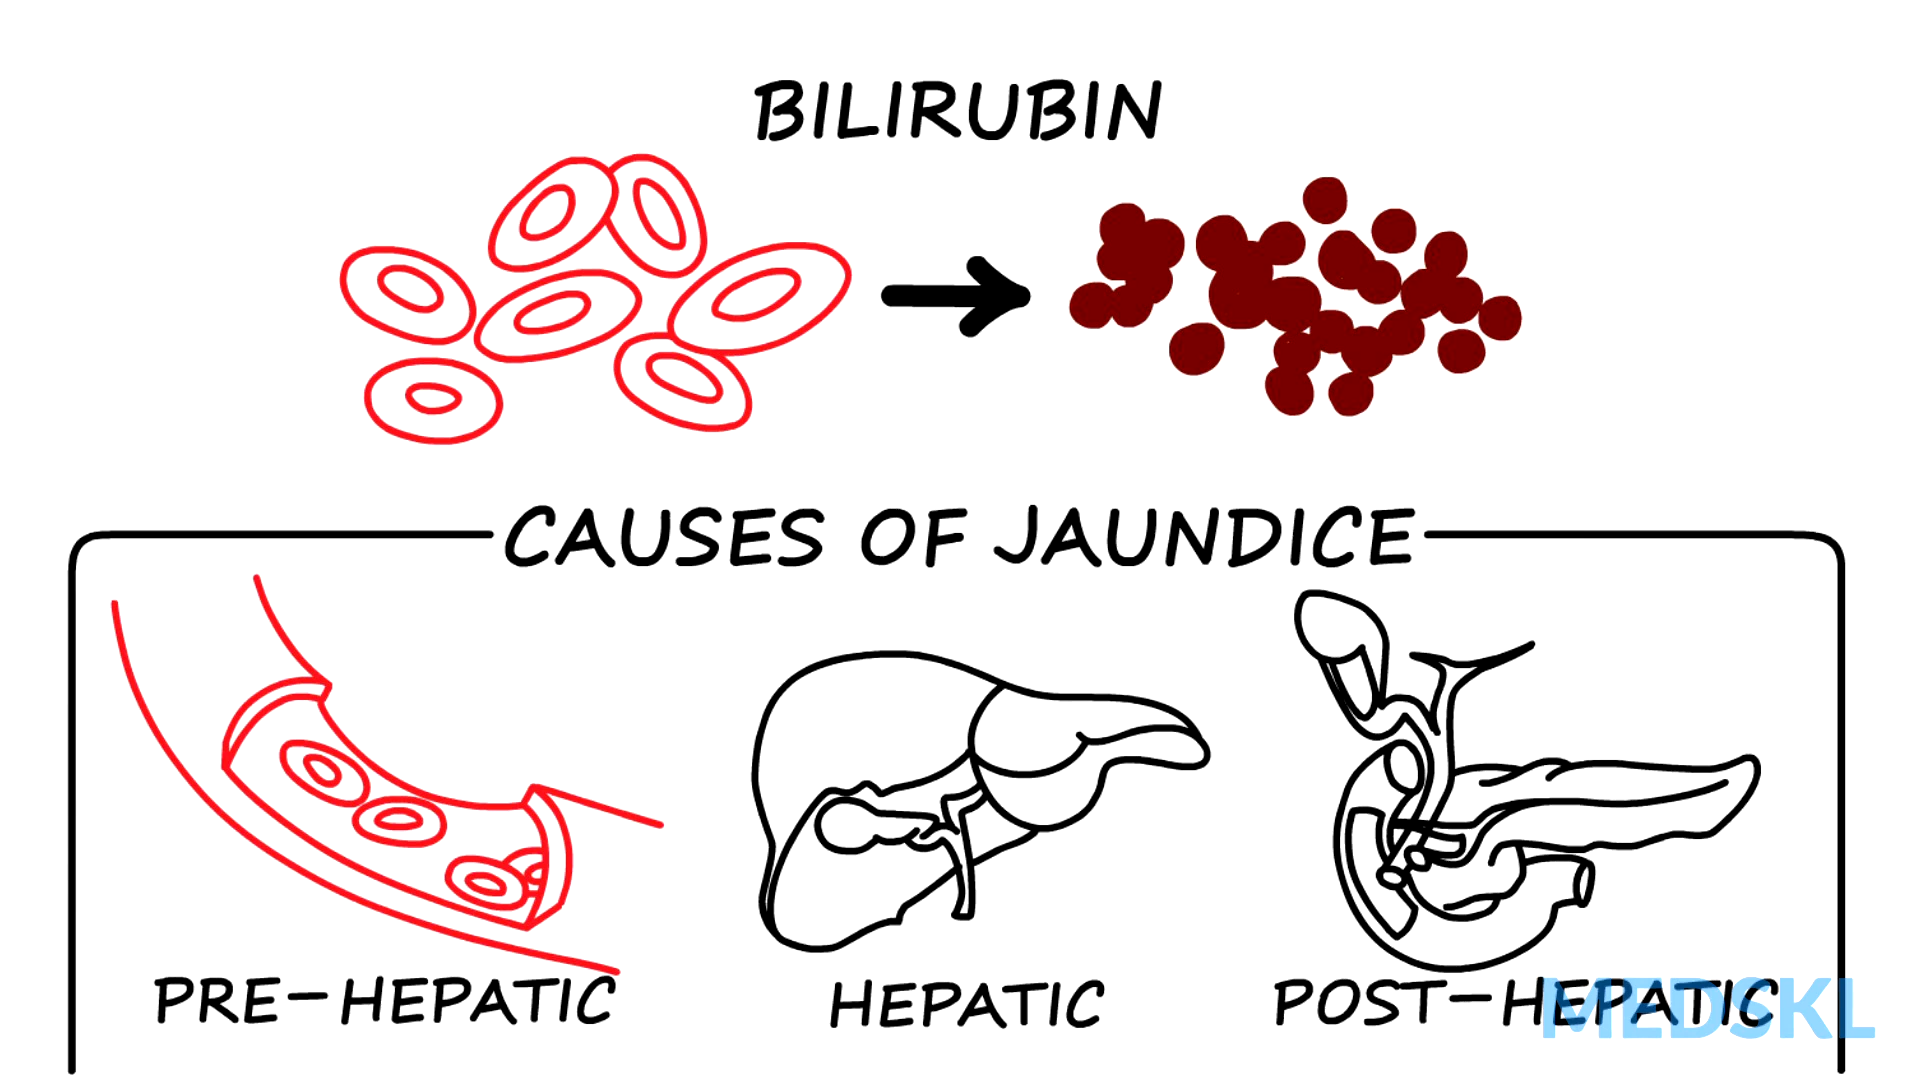 BILIRUBIN
CAUSES OF JAUNDICE
PRE-HEPATIC
HEPATIC
POST-HEPATIC
MEDSKL